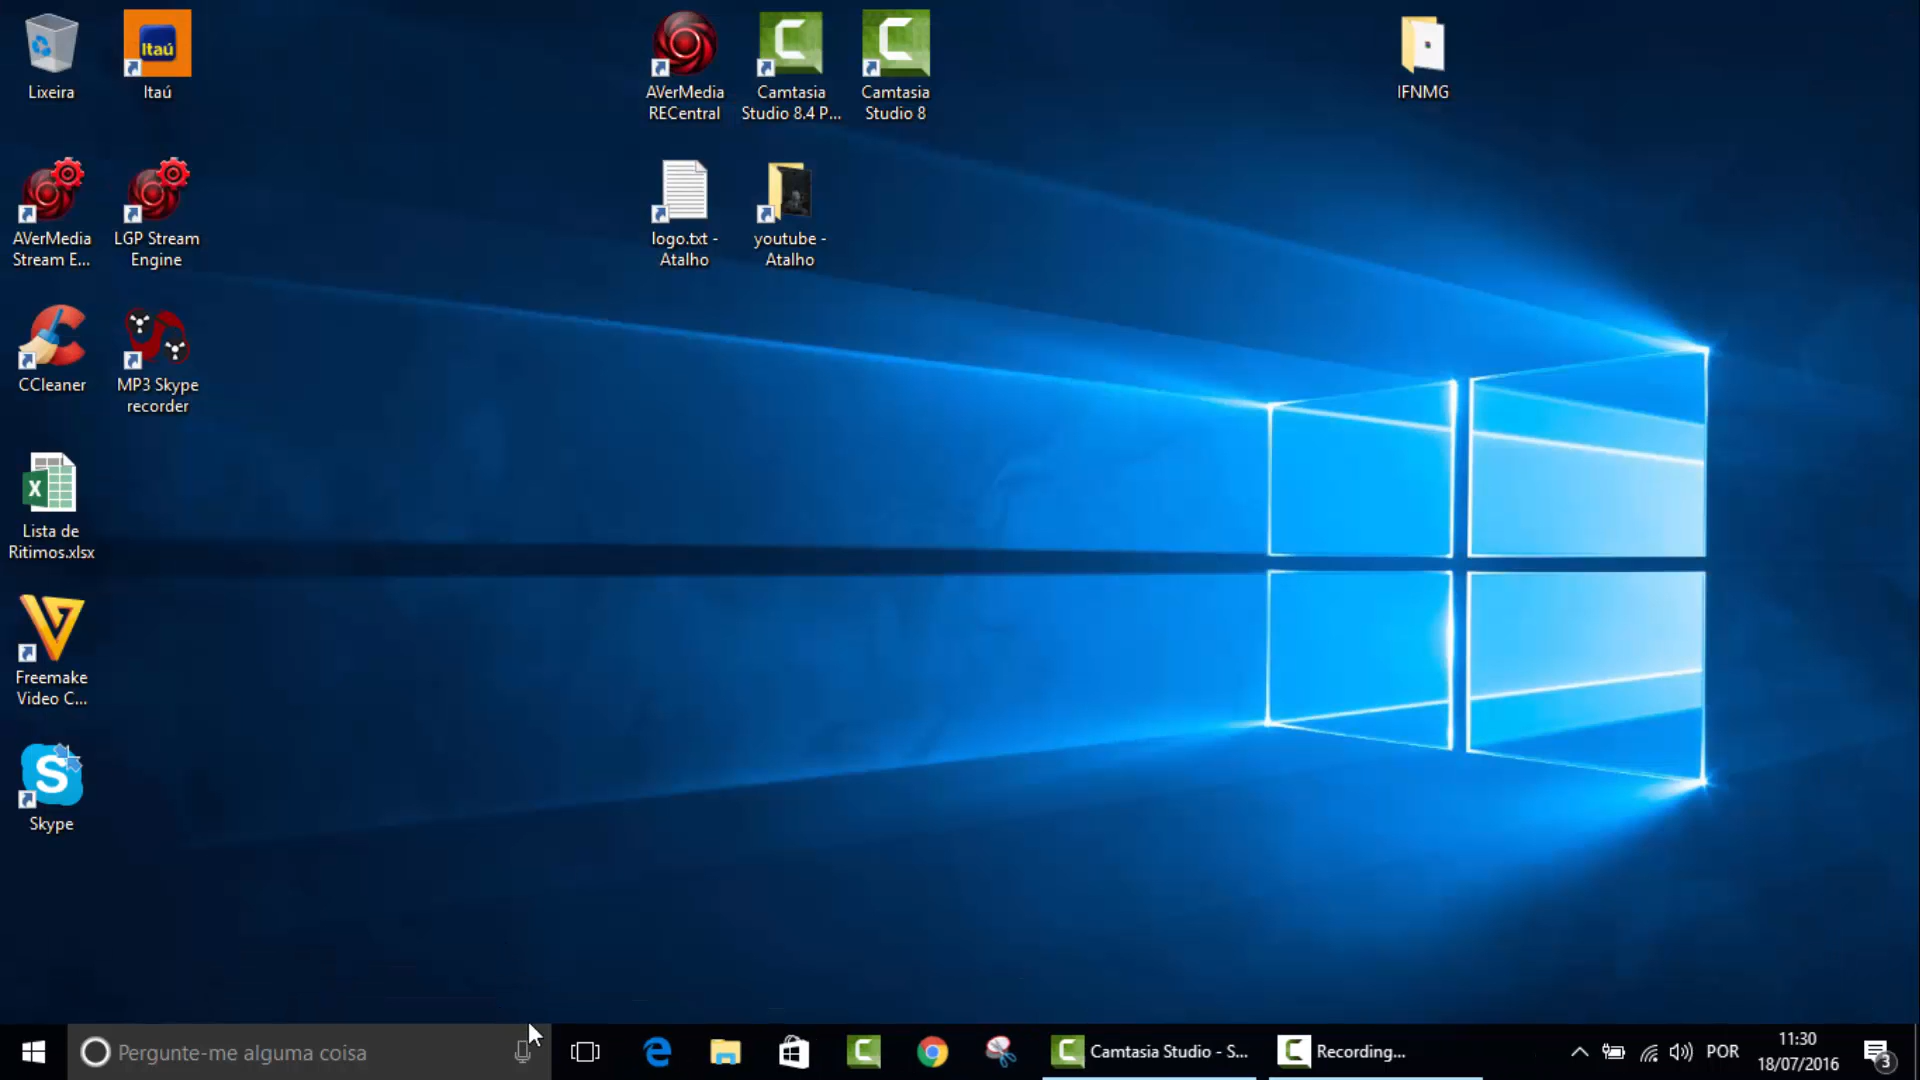 Lixeira
Itaú
Itaú
AVerMedia
RECentral
Camtasia
Studio 8.4 P...
Camtasia
Studio 8
IFNMG
AVerMedia
Stream E...
LGP Stream
Engine
logo.txt -
Atalho
youtube -
Atalho
CCleaner
MP3 Skype
recorder
Lista de
Ritimos.xlsx
Freemake
Video C...
Skype
Pergunte-me alguma coisa
Camtasia Studio - S...
Recording...
POR
11:30
18/07/2016
3